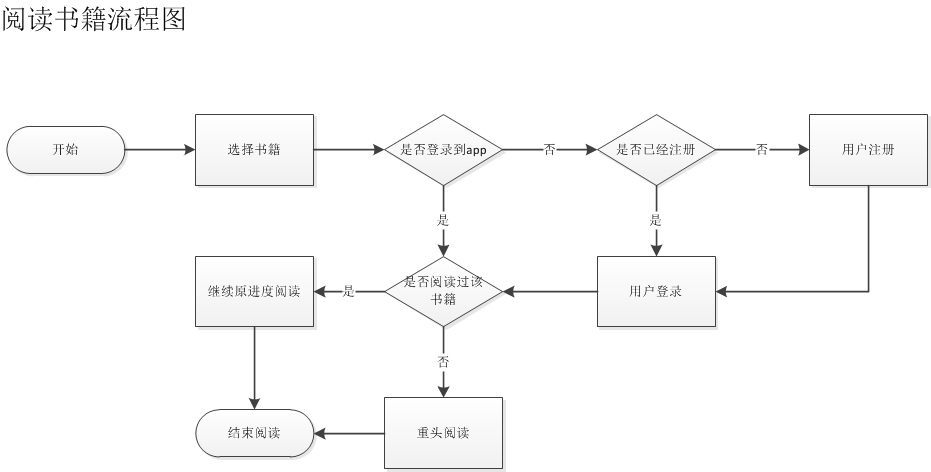 阅读书籍流程图
开始
选择书籍
是否登录到app
否
是否已经注册
否
用户注册
是
是
继续原进度阅读
是
是否阅读过该
书籍
用户登录
否
结束阅读
重头阅读